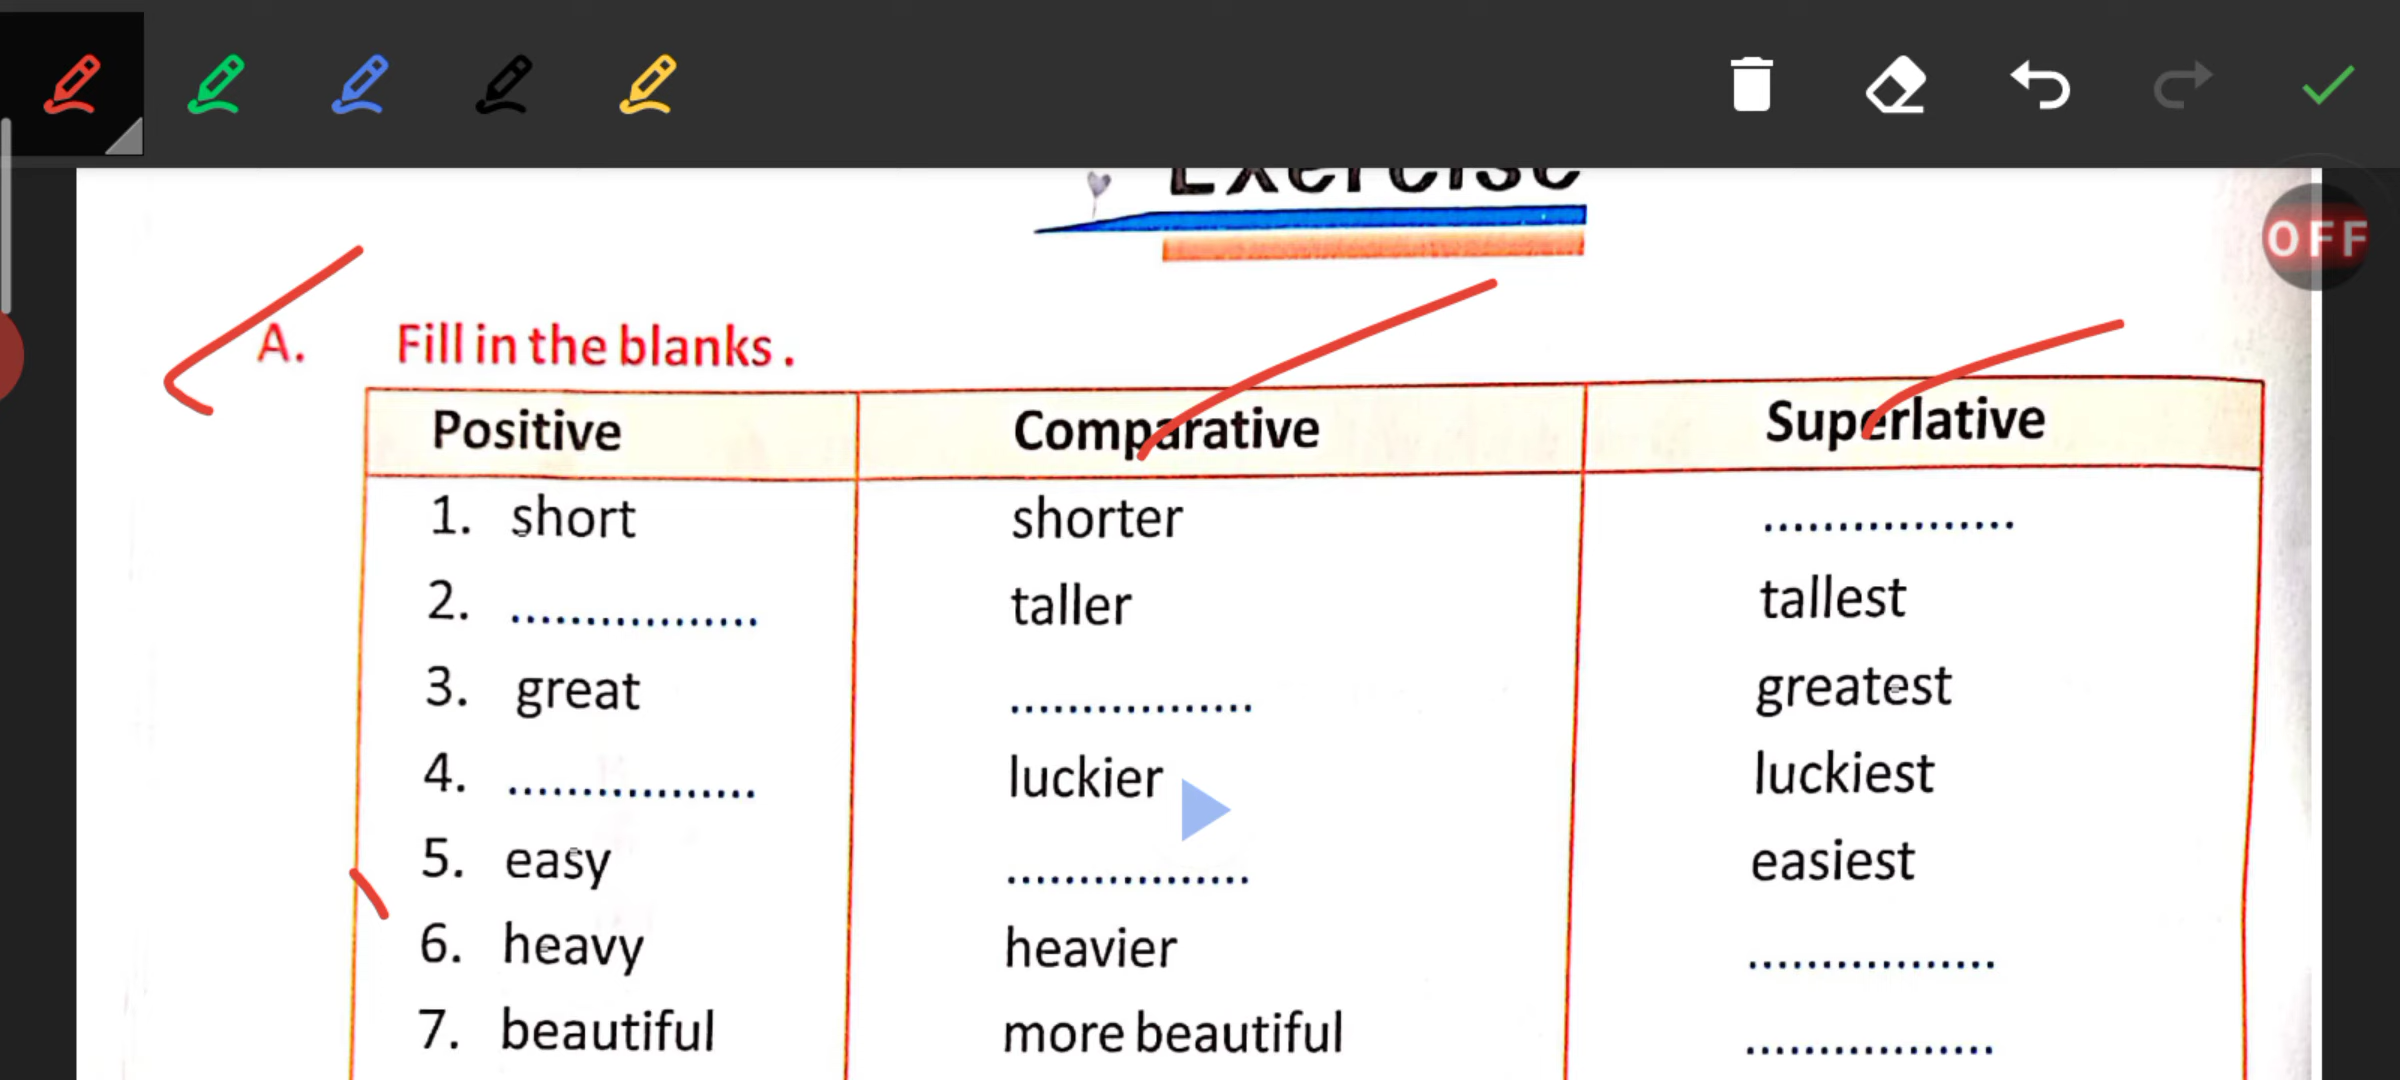 Exercise
OFF
A. Fill in the blanks .
Positive Comparative Superlative
1. short shorter .................
2. ................. taller tallest
3. great ................. greatest
4. ................. luckier luckiest
5. easy ................. easiest
6. heavy heavier .................
7. beautiful more beautiful .................